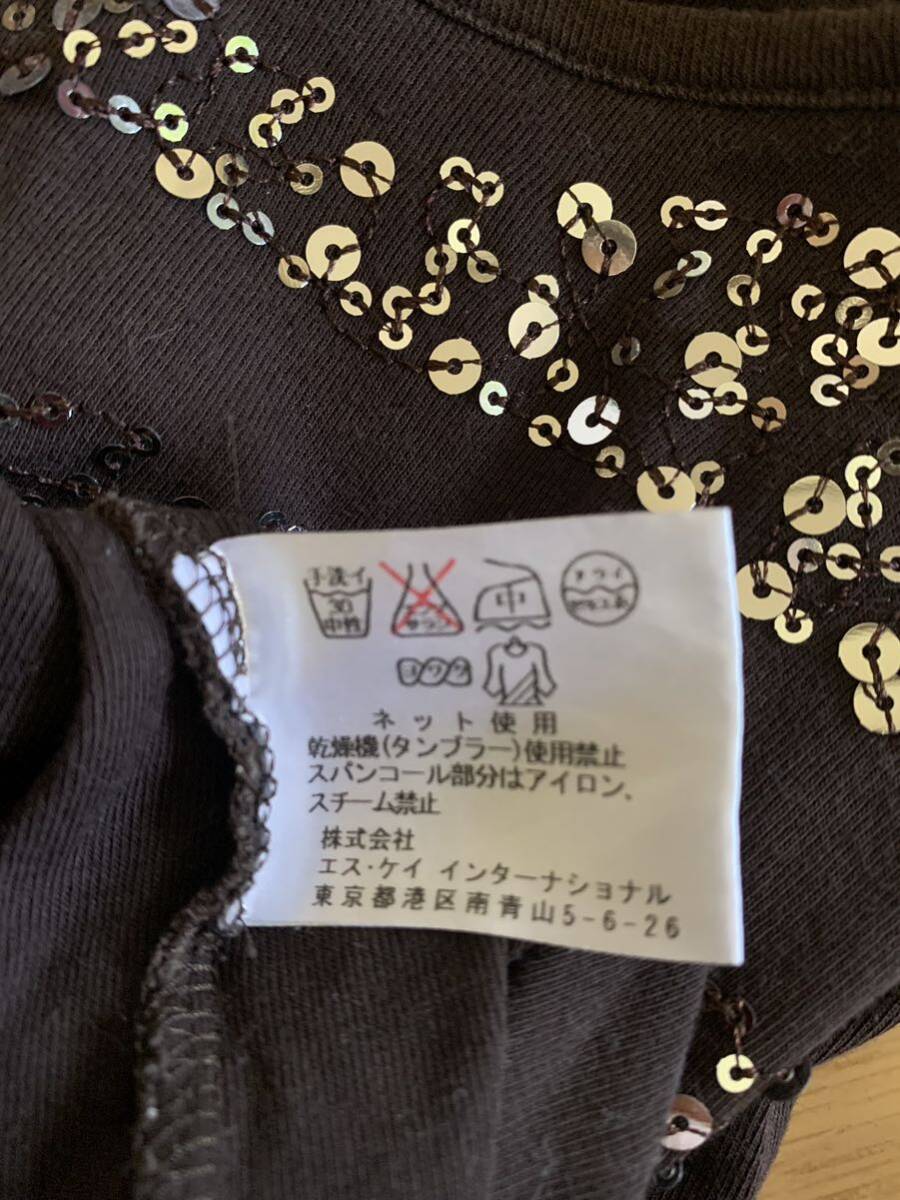 手洗イ
30
中性
エンソ
サラシ
中
ドライ
ヨワク
ネット使用
乾燥機(タンブラー)使用禁止
スパンコール部分はアイロン、
スチーム禁止
株式会社
エス・ケイ インターナショナル
東京都港区南青山5-6-26